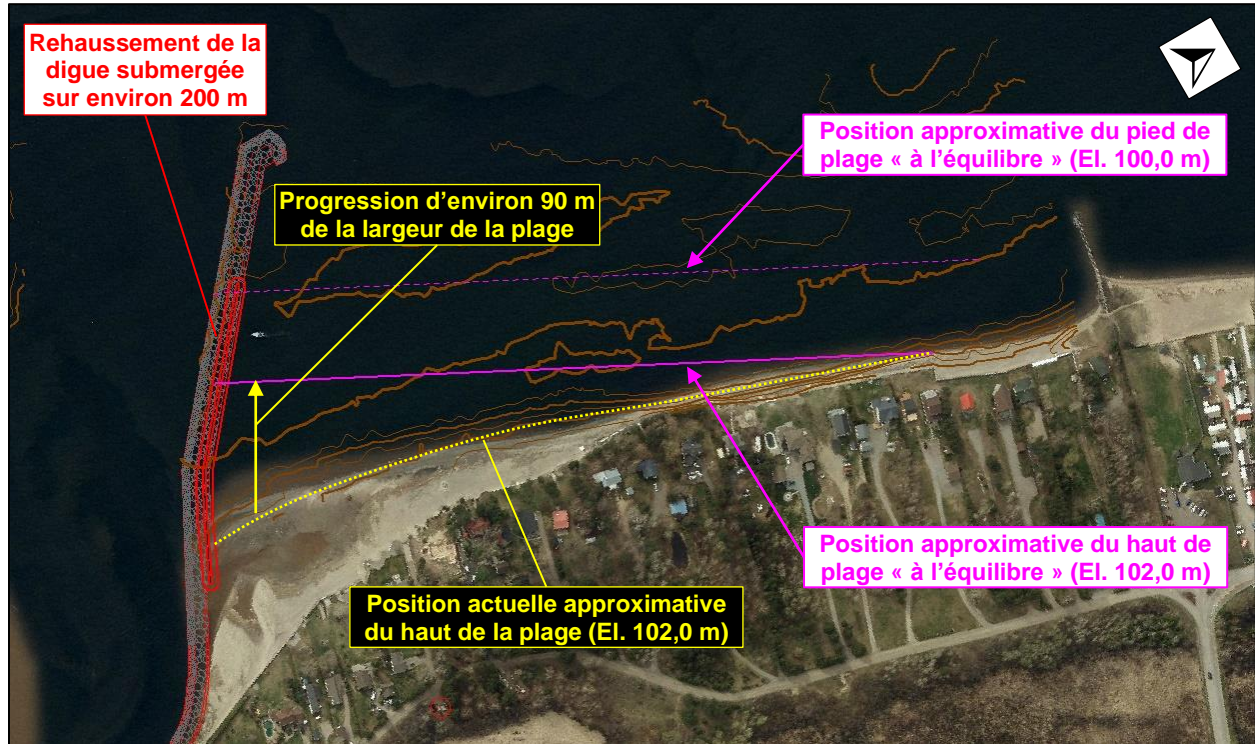 Rehaussement de la
digue submergée
sur environ 200 m
Position approximative du pied de
plage « à l'équilibre » (El. 100,0 m)
Progression d'environ 90 m
de la largeur de la plage
Position approximative du haut de
plage « à l'équilibre » (El. 102,0 m)
Position actuelle approximative
du haut de la plage (El. 102,0 m)